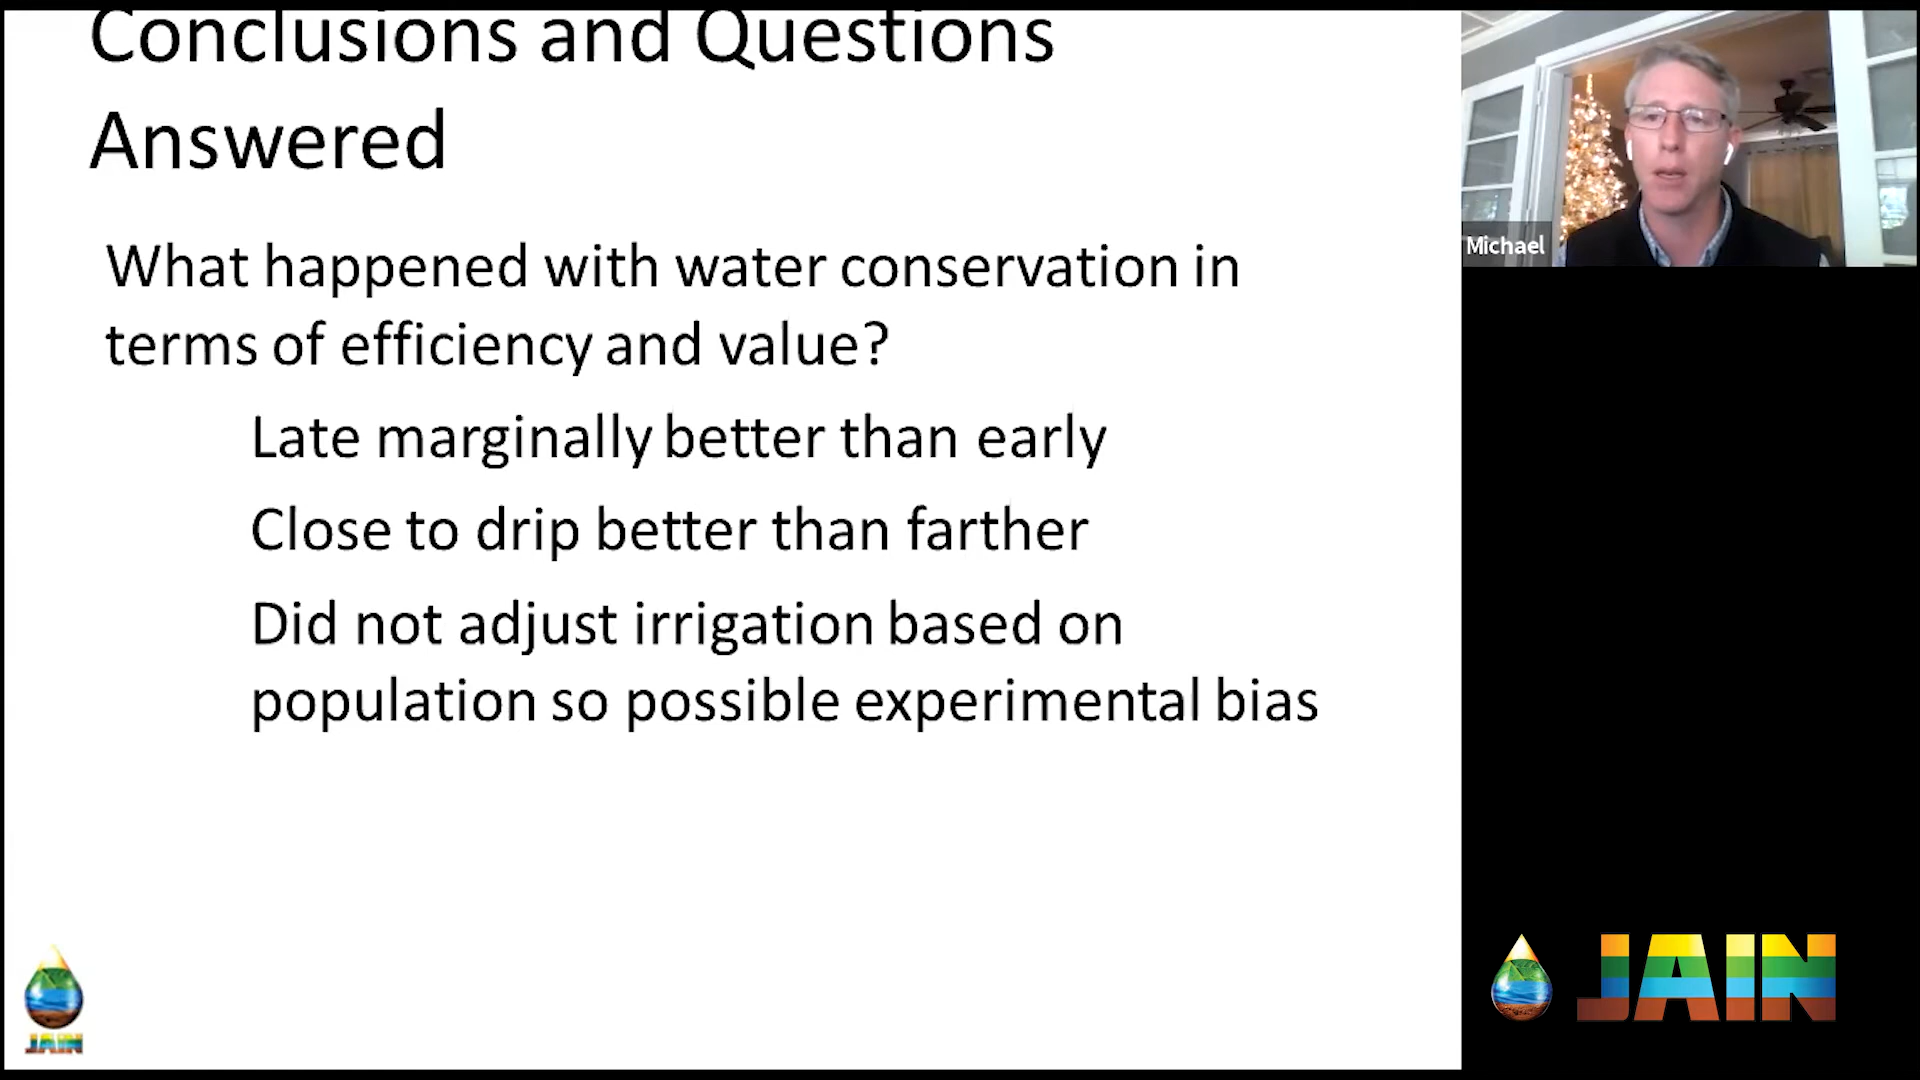 Conclusions and Questions
Answered
What happened with water conservation in
terms of efficiency and value?
Late marginally better than early
Close to drip better than farther
Did not adjust irrigation based on
population so possible experimental bias
Michael
JAIN
JAIN